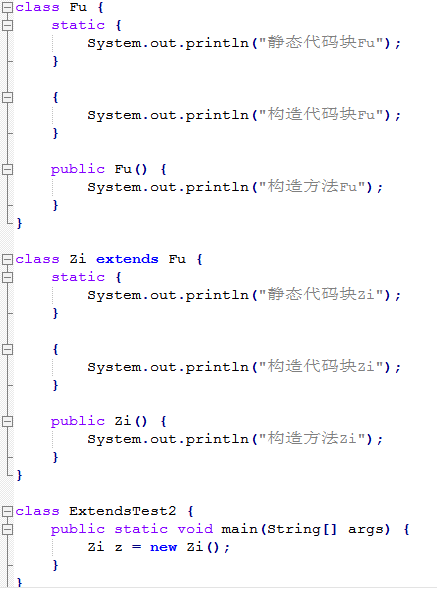 class Fu {
    static {
        System.out.println("静态代码块Fu");
    }
    {
        System.out.println("构造代码块Fu");
    }
    public Fu() {
        System.out.println("构造方法Fu");
    }
}
class Zi extends Fu {
    static {
        System.out.println("静态代码块Zi");
    }
    {
        System.out.println("构造代码块Zi");
    }
    public Zi() {
        System.out.println("构造方法Zi");
    }
}
class ExtendsTest2 {
    public static void main(String[] args) {
        Zi z = new Zi();
    }
}